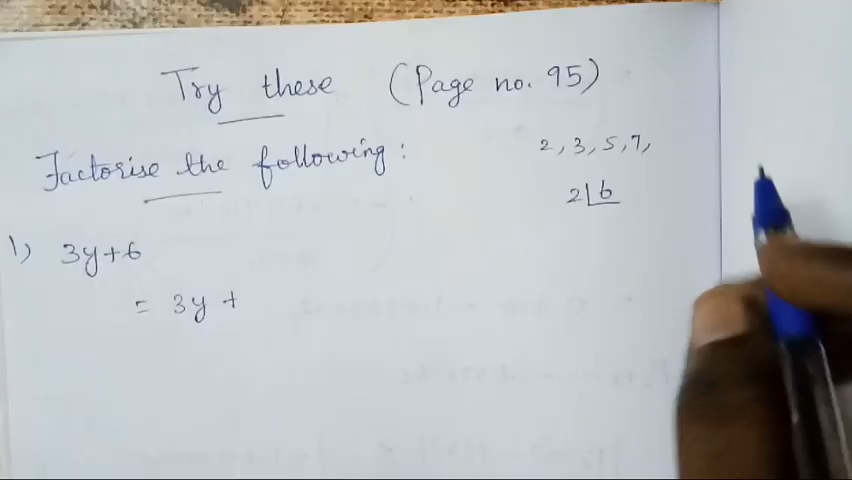 Try these (Page no. 95)
Factorise the following:
2, 3, 5, 7,
2|6
1) 3y+6
= 3y +